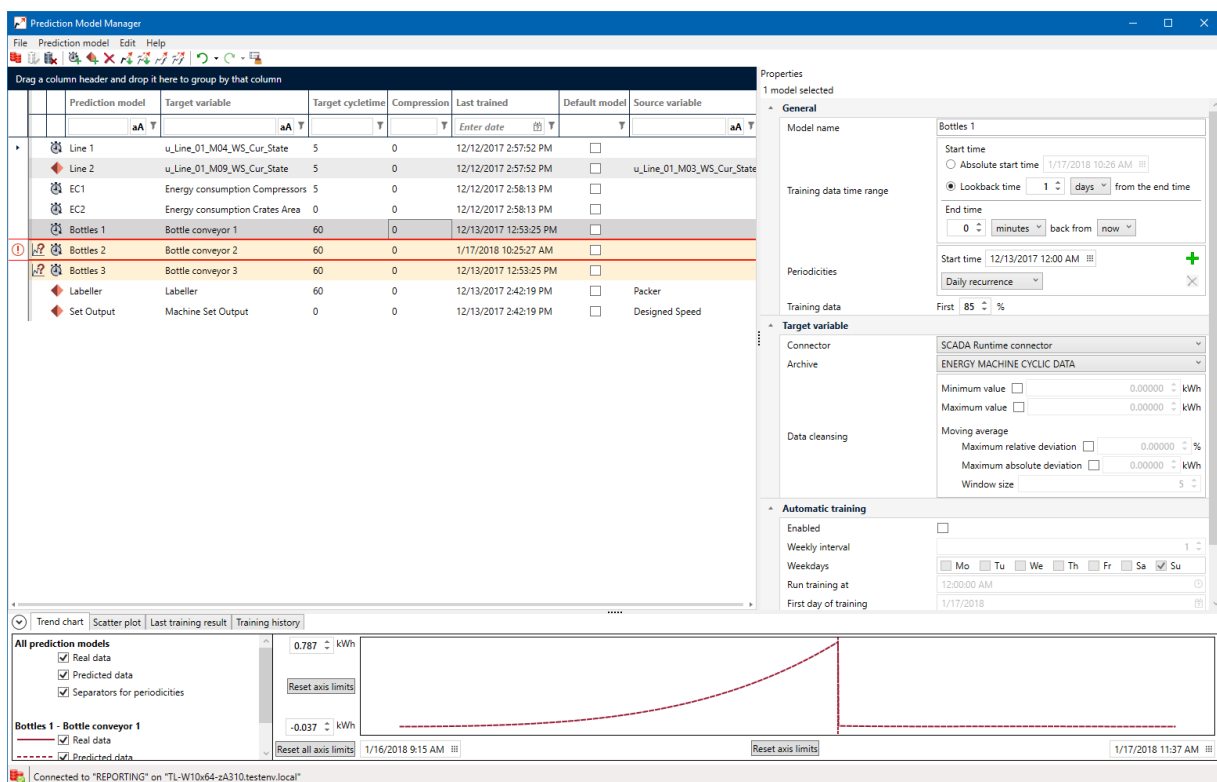 Prediction Model Manager
File Prediction model Edit Help
Drag a column header and drop it here to group by that column
Prediction model Target variable Target cycletime Compression Last trained Default model Source variable
aA aA Enter date aA
Line 1 u_Line_01_M04_WS_Cur_State 5 0 12/12/2017 2:57:52 PM
Line 2 u_Line_01_M09_WS_Cur_State 5 0 12/12/2017 2:57:52 PM u_Line_01_M03_WS_Cur_State
EC1 Energy consumption Compressors 5 0 12/12/2017 2:58:13 PM
EC2 Energy consumption Crates Area 0 0 12/12/2017 2:58:13 PM
Bottles 1 Bottle conveyor 1 60 0 12/13/2017 12:53:25 PM
Bottles 2 Bottle conveyor 2 60 0 1/17/2018 10:25:27 AM
Bottles 3 Bottle conveyor 3 60 0 12/13/2017 12:53:25 PM
Labeller Labeller 60 0 12/13/2017 2:42:19 PM Packer
Set Output Machine Set Output 0 0 12/13/2017 2:42:19 PM Designed Speed
Properties
1 model selected
General
Model name Bottles 1
Training data time range
Start time
Absolute start time 1/17/2018 10:26 AM
Lookback time 1 days from the end time
End time
0 minutes back from now
Periodicities
Start time 12/13/2017 12:00 AM
Daily recurrence
Training data First 85 %
Target variable
Connector SCADA Runtime connector
Archive ENERGY MACHINE CYCLIC DATA
Data cleansing
Minimum value 0.00000 kWh
Maximum value 0.00000 kWh
Moving average
Maximum relative deviation 0.00000 %
Maximum absolute deviation 0.00000 kWh
Window size 5
Automatic training
Enabled
Weekly interval 1
Weekdays Mo Tu We Th Fr Sa Su
Run training at 12:00:00 AM
First day of training 1/17/2018
Trend chart Scatter plot Last training result Training history
All prediction models
Real data
Predicted data
Separators for periodicities
Bottles 1 - Bottle conveyor 1
Real data
Predicted data
0.787 kWh
Reset axis limits
-0.037 kWh
Reset all axis limits 1/16/2018 9:15 AM Reset axis limits 1/17/2018 11:37 AM
Connected to "REPORTING" on "TL-W10x64-zA310.testenv.local"